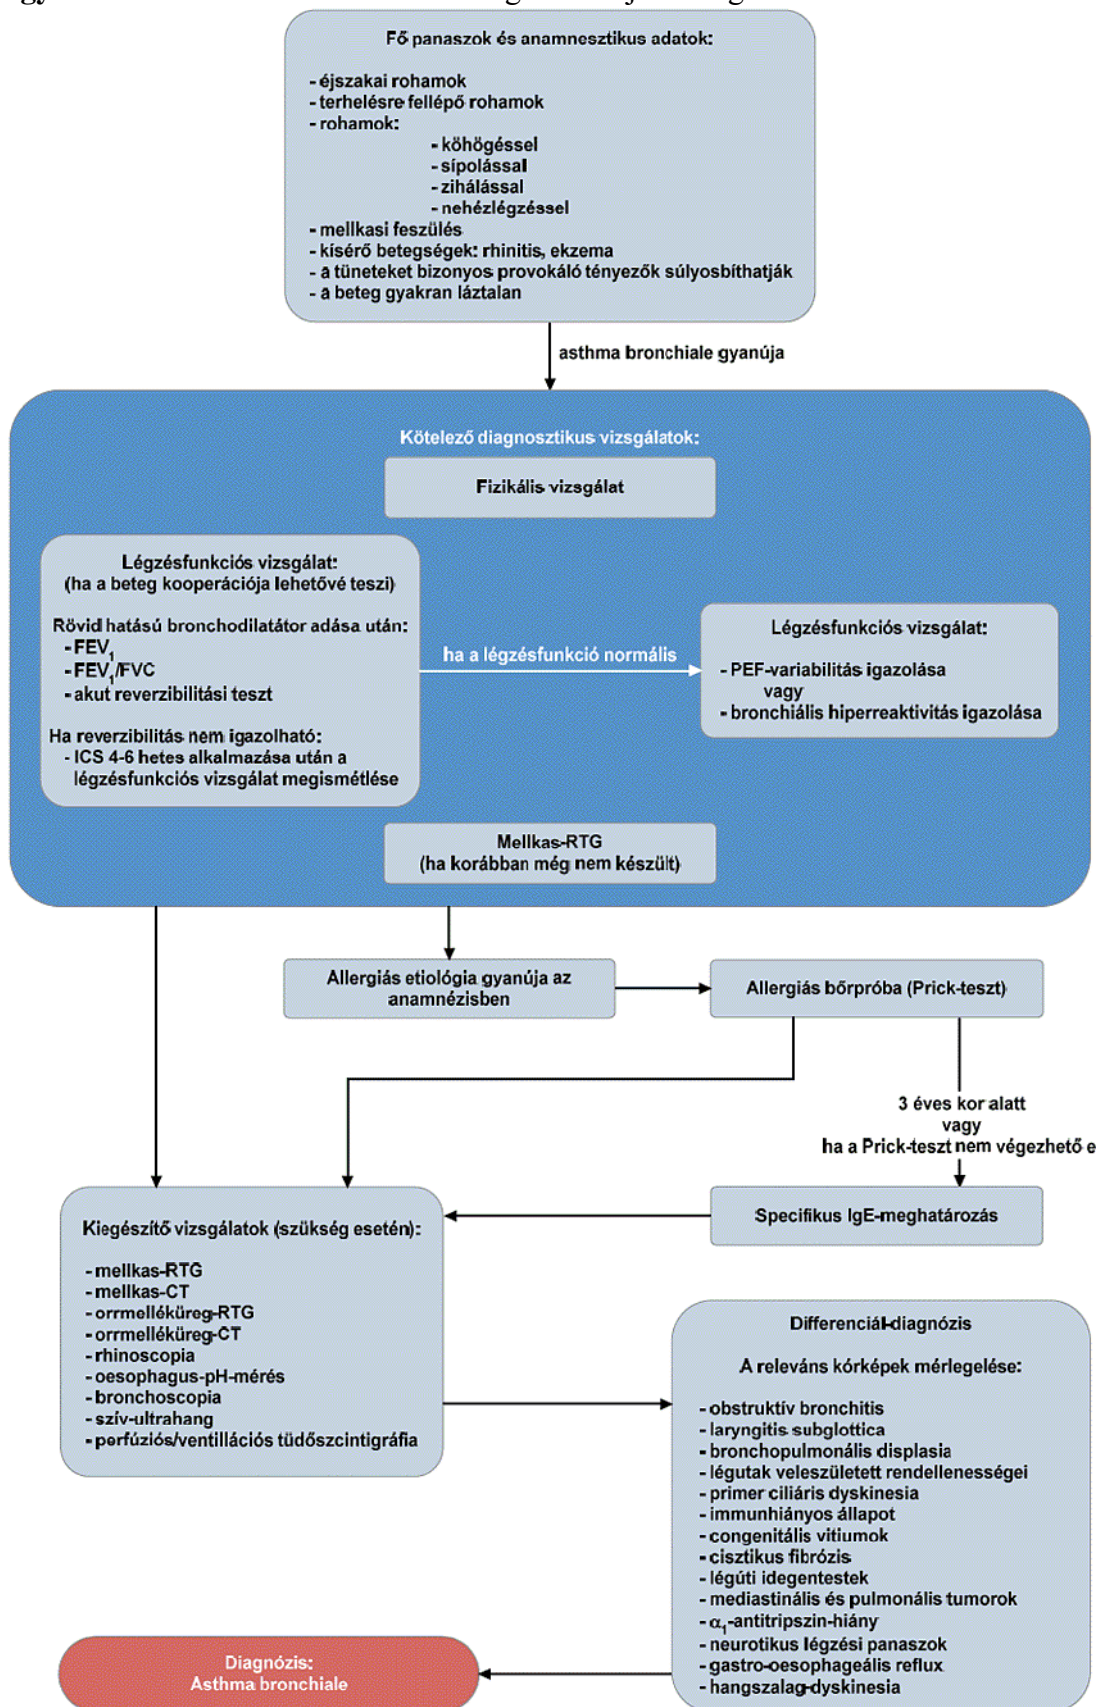 Fő panaszok és anamnesztikus adatok:
- éjszakai rohamok
- terhelésre fellépő rohamok
- rohamok:
- köhögéssel
- sípolással
- zihálással
- nehézlégzéssel
- mellkasi feszülés
- kísérő betegségek: rhinitis, ekzema
- a tüneteket bizonyos provokáló tényezők súlyosbíthatják
- a beteg gyakran láztalan
asthma bronchiale gyanúja
Kötelező diagnosztikus vizsgálatok:
Fizikális vizsgálat
Légzésfunkciós vizsgálat:
(ha a beteg kooperációja lehetővé teszi)
Rövid hatású bronchodilatátor adása után:
- FEV₁
- FEV₁/FVC
- akut reverzibilitási teszt
Ha reverzibilitás nem igazolható:
- ICS 4-6 hetes alkalmazása után a
légzésfunkciós vizsgálat megismétlése
ha a légzésfunkció normális
Légzésfunkciós vizsgálat:
- PEF-variabilitás igazolása
vagy
- bronchiális hiperreaktivitás igazolása
Mellkas-RTG
(ha korábban még nem készült)
Allergiás etiológia gyanúja az
anamnézisben
Allergiás bőrpróba (Prick-teszt)
3 éves kor alatt
vagy
ha a Prick-teszt nem végezhető e
Specifikus IgE-meghatározás
Kiegészítő vizsgálatok (szükség esetén):
- mellkas-RTG
- mellkas-CT
- orrmelléküreg-RTG
- orrmelléküreg-CT
- rhinoscopia
- oesophagus-pH-mérés
- bronchoscopia
- szív-ultrahang
- perfúziós/ventillációs tüdőszcintigráfia
Differenciál-diagnózis
A releváns kórképek mérlegelése:
- obstruktív bronchitis
- laryngitis subglottica
- bronchopulmonális displasia
- légutak veleszületett rendellenességei
- primer ciliáris dyskinesia
- immunhiányos állapot
- congenitális vitiumok
- cisztikus fibrózis
- légúti idegentestek
- mediastinális és pulmonális tumorok
- α₁-antitripszin-hiány
- neurotikus légzési panaszok
- gastro-oesophageális reflux
- hangszalag-dyskinesia
Diagnózis:
Asthma bronchiale